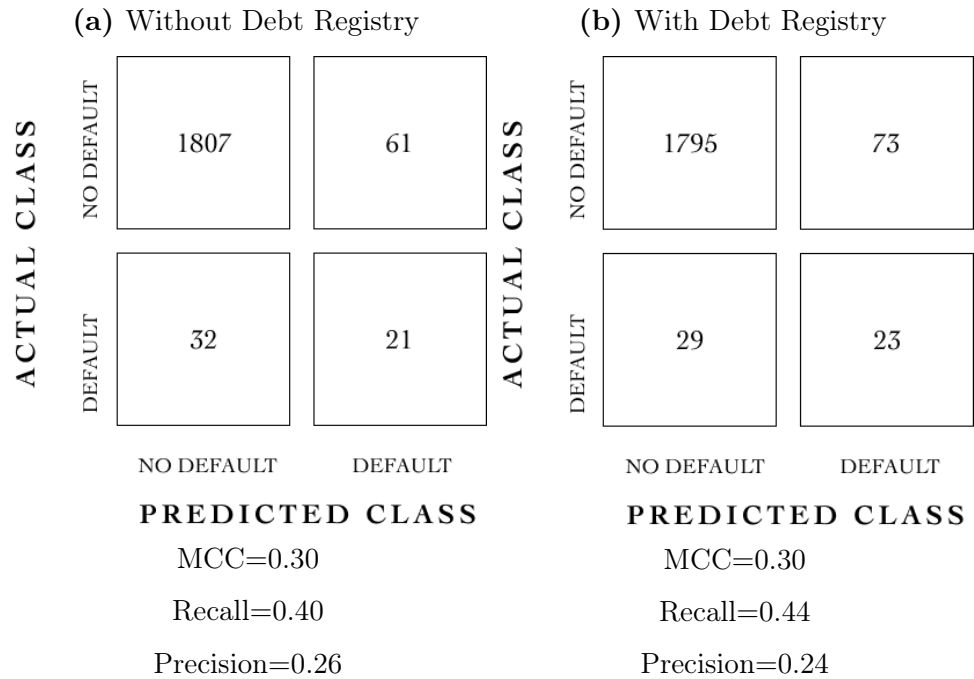 (a) Without Debt Registry
ACTUAL CLASS
NO DEFAULT
1807
61
DEFAULT
32
21
NO DEFAULT
DEFAULT
PREDICTED CLASS
MCC=0.30
Recall=0.40
Precision=0.26
(b) With Debt Registry
ACTUAL CLASS
NO DEFAULT
1795
73
DEFAULT
29
23
NO DEFAULT
DEFAULT
PREDICTED CLASS
MCC=0.30
Recall=0.44
Precision=0.24